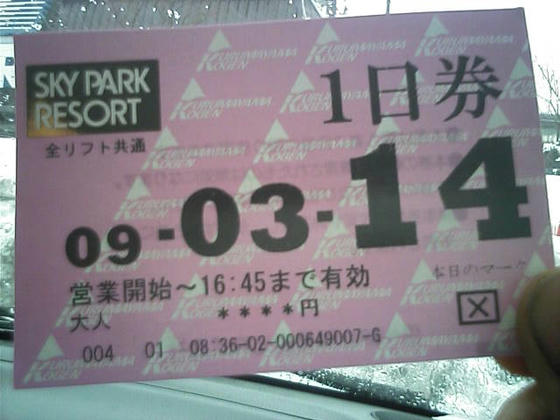 SKY PARK
RESORT
1日券
全リフト共通
09-03-14
営業開始～16:45まで有効
本日のマーク
大人 ****円
004 01 08:36-02-000649007-G
KURUMAYAMA
KOGEN